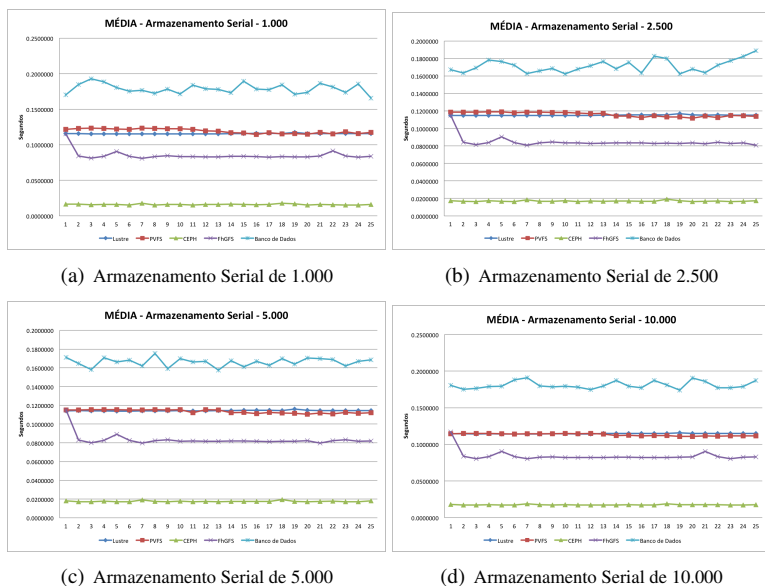 MÉDIA - Armazenamento Serial - 1.000
0.2500000
0.2000000
0.1500000
0.1000000
0.0500000
0.0000000
Segundos
1 2 3 4 5 6 7 8 9 10 11 12 13 14 15 16 17 18 19 20 21 22 23 24 25
Lustre PVFS CEPH FhGFS Banco de Dados
(a) Armazenamento Serial de 1.000
MÉDIA - Armazenamento Serial - 2.500
0.2000000
0.1800000
0.1600000
0.1400000
0.1200000
0.1000000
0.0800000
0.0600000
0.0400000
0.0200000
0.0000000
Segundos
1 2 3 4 5 6 7 8 9 10 11 12 13 14 15 16 17 18 19 20 21 22 23 24 25
Lustre PVFS CEPH FhGFS Banco de Dados
(b) Armazenamento Serial de 2.500
MÉDIA - Armazenamento Serial - 5.000
0.2000000
0.1800000
0.1600000
0.1400000
0.1200000
0.1000000
0.0800000
0.0600000
0.0400000
0.0200000
0.0000000
Segundos
1 2 3 4 5 6 7 8 9 10 11 12 13 14 15 16 17 18 19 20 21 22 23 24 25
Lustre PVFS CEPH FhGFS Banco de Dados
(c) Armazenamento Serial de 5.000
MÉDIA - Armazenamento Serial - 10.000
0.2500000
0.2000000
0.1500000
0.1000000
0.0500000
0.0000000
Segundos
1 2 3 4 5 6 7 8 9 10 11 12 13 14 15 16 17 18 19 20 21 22 23 24 25
Lustre PVFS CEPH FhGFS Banco de Dados
(d) Armazenamento Serial de 10.000